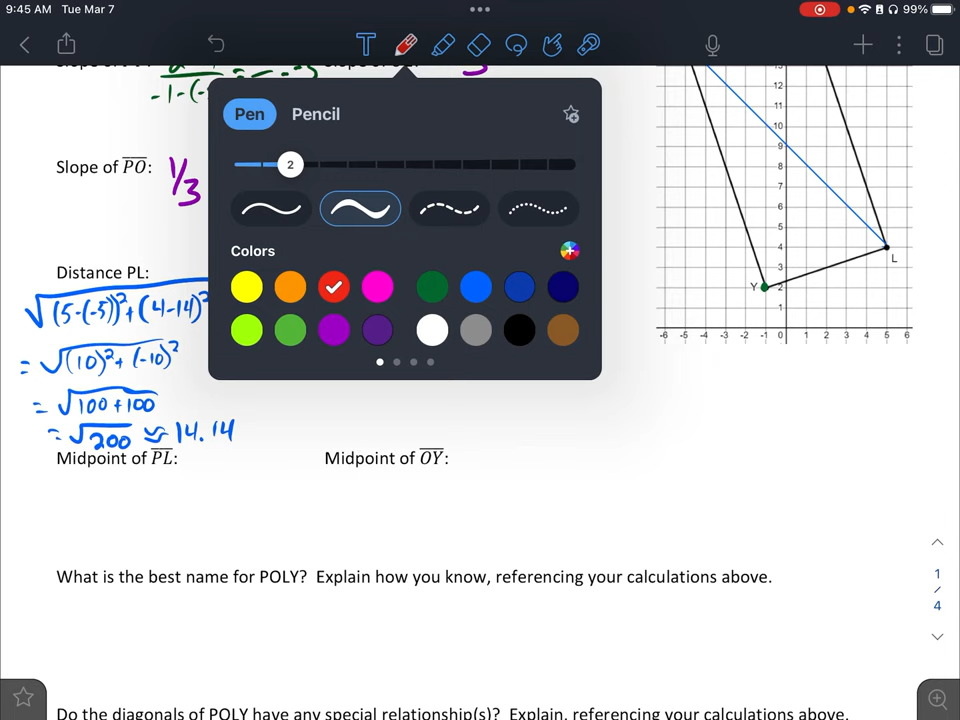 9:45 AM Tue Mar 7
99%
Slope of PO: 1/3
Pen
Pencil
2
Colors
Distance PL:
√(5-(-5))²+(4-14)²
= √(10)²+(-10)²
= √100+100
= √200 ≈ 14.14
Midpoint of PL:
Midpoint of OY:
12
11
10
9
8
7
6
5
4
3
2
1
L
Y
-6 -5 -4 -3 -2 -1 0 1 2 3 4 5 6
What is the best name for POLY? Explain how you know, referencing your calculations above.
Do the diagonals of POLY have any special relationship(s)? Explain, referencing your calculations above.
1
/
4